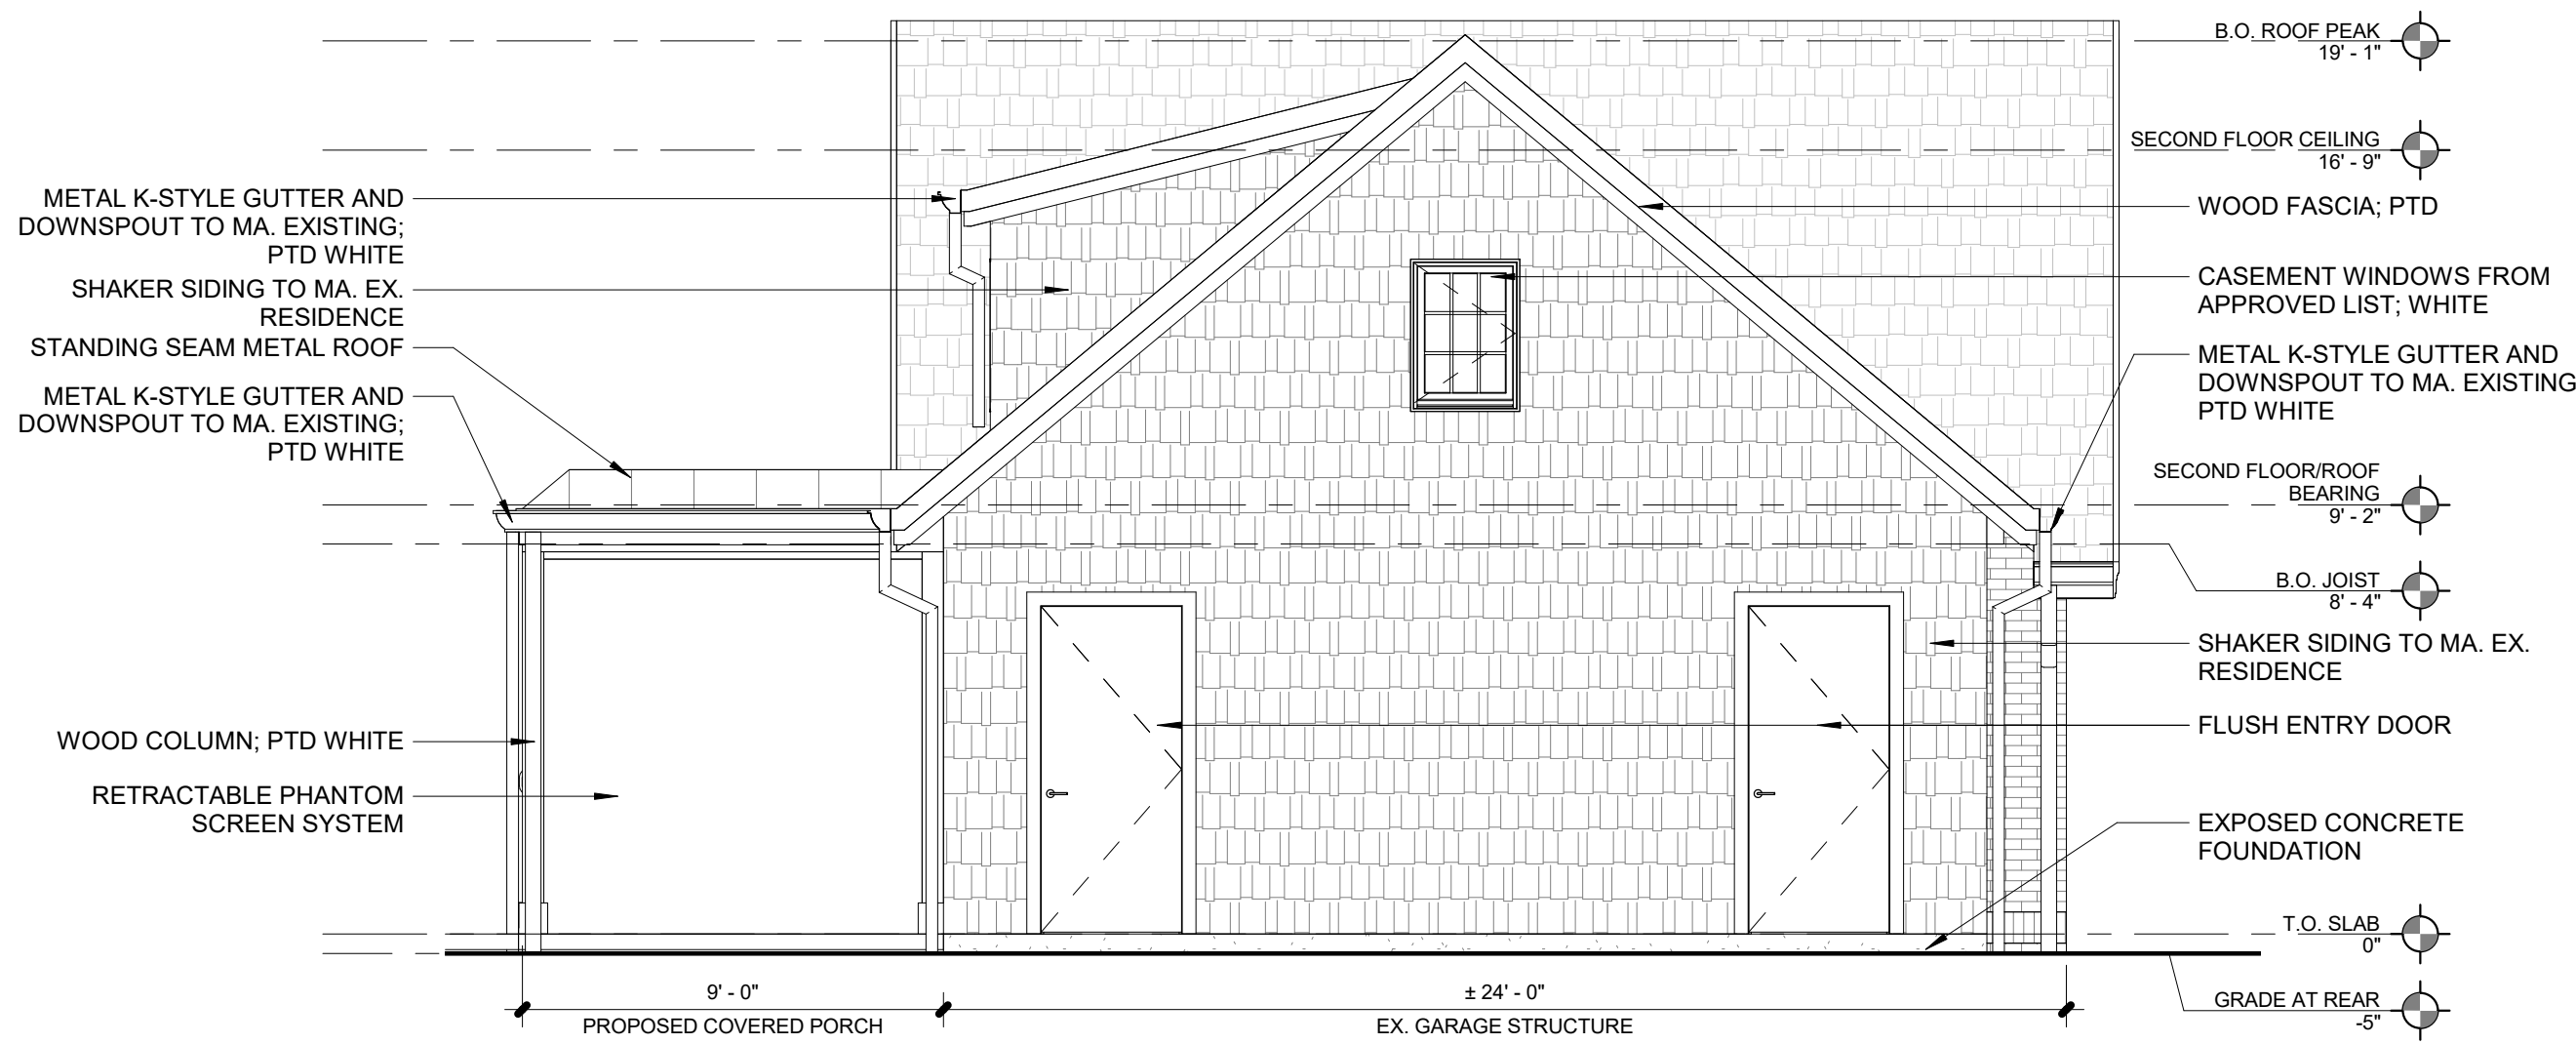 METAL K-STYLE GUTTER AND
DOWNSPOUT TO MA. EXISTING;
PTD WHITE
SHAKER SIDING TO MA. EX.
RESIDENCE
STANDING SEAM METAL ROOF
METAL K-STYLE GUTTER AND
DOWNSPOUT TO MA. EXISTING;
PTD WHITE
WOOD COLUMN; PTD WHITE
RETRACTABLE PHANTOM
SCREEN SYSTEM
B.O. ROOF PEAK
19' - 1"
SECOND FLOOR CEILING
16' - 9"
WOOD FASCIA; PTD
CASEMENT WINDOWS FROM
APPROVED LIST; WHITE
METAL K-STYLE GUTTER AND
DOWNSPOUT TO MA. EXISTING
PTD WHITE
SECOND FLOOR/ROOF
BEARING
9' - 2"
B.O. JOIST
8' - 4"
SHAKER SIDING TO MA. EX.
RESIDENCE
FLUSH ENTRY DOOR
EXPOSED CONCRETE
FOUNDATION
T.O. SLAB
0"
GRADE AT REAR
-5"
9' - 0"
PROPOSED COVERED PORCH
± 24' - 0"
EX. GARAGE STRUCTURE